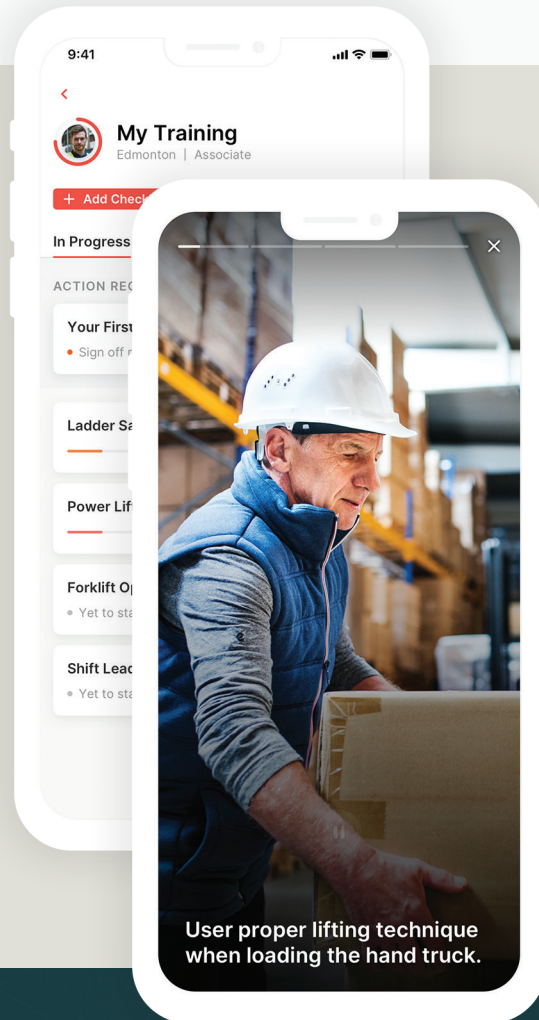 9:41
My Training
Edmonton | Associate
+ Add Check
In Progress
ACTION REC
Your First
Sign off r
Ladder Sa
Power Lif
Forklift Op
Yet to sta
Shift Lead
Yet to sta
User proper lifting technique
when loading the hand truck.